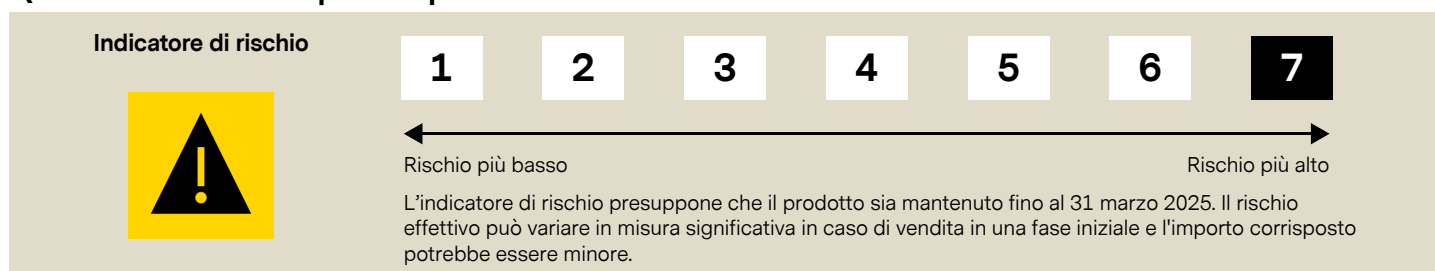 Indicatore di rischio
1 2 3 4 5 6 7
Rischio più basso Rischio più alto
L'indicatore di rischio presuppone che il prodotto sia mantenuto fino al 31 marzo 2025. Il rischio
effettivo può variare in misura significativa in caso di vendita in una fase iniziale e l'importo corrisposto
potrebbe essere minore.